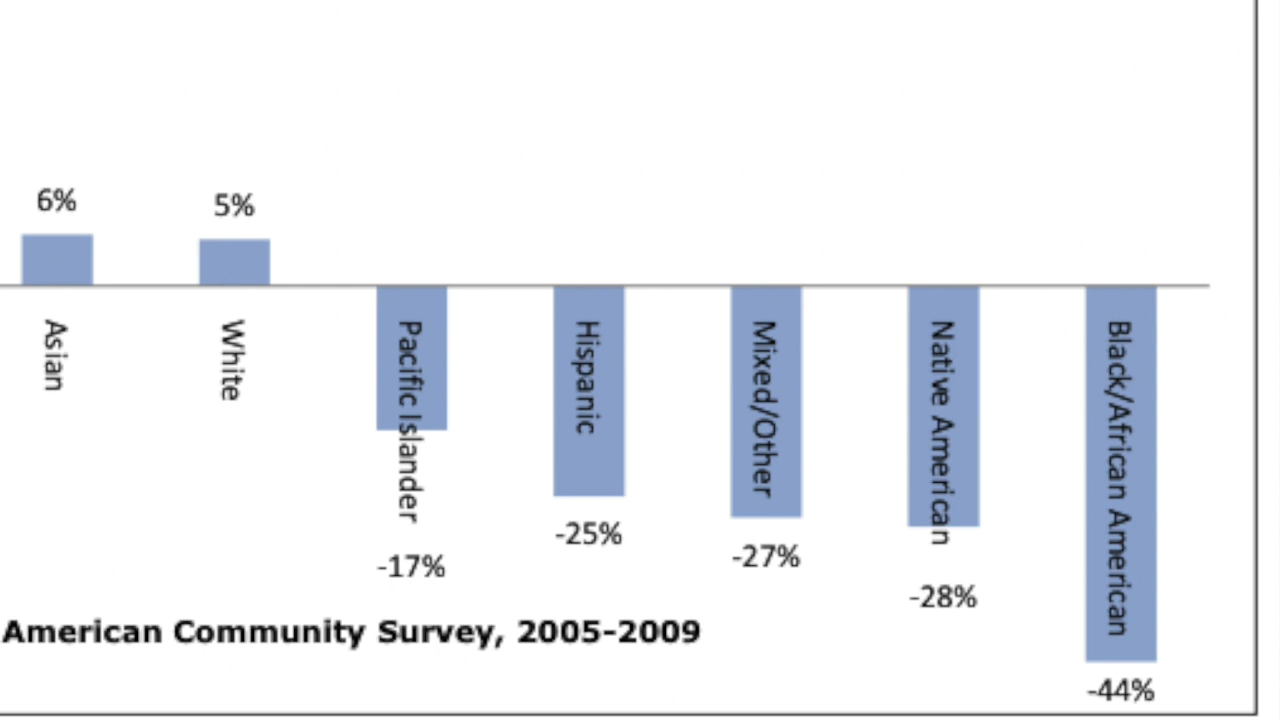 6%
5%
Asian
White
Pacific Islander
Hispanic
Mixed/Other
Native American
Black/African American
-17%
-25%
-27%
-28%
-44%
American Community Survey, 2005-2009